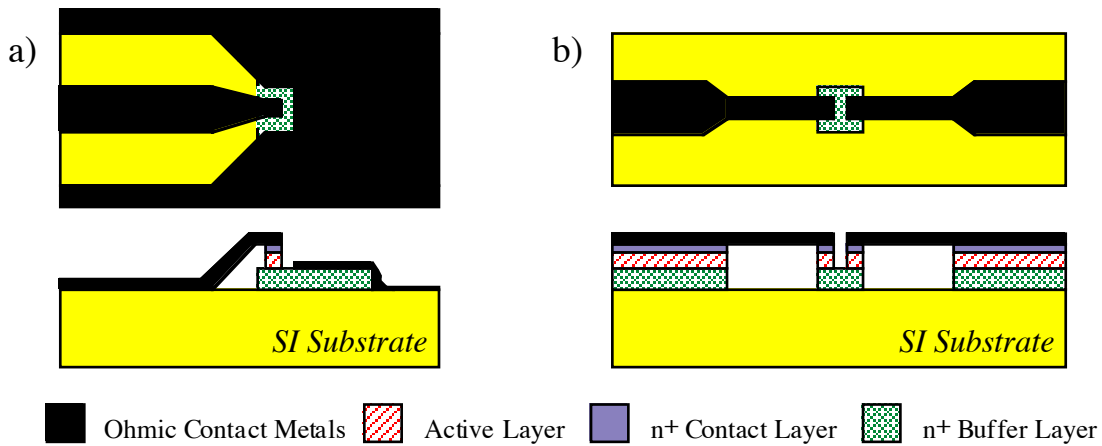 a)
b)
SI Substrate
SI Substrate
Ohmic Contact Metals
Active Layer
n+ Contact Layer
n+ Buffer Layer